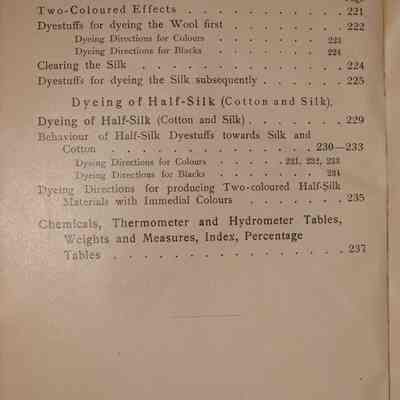 Two-Coloured Effects . . . . . . . . . . . 221
Dyestuffs for dyeing the Wool first . . . . . . . 222
Dyeing Directions for Colours . . . . . . 223
Dyeing Directions for Blacks . . . . . . 224
Clearing the Silk . . . . . . . . . . . . 224
Dyestuffs for dyeing the Silk subsequently . . . . . . 225
Dyeing of Half-Silk (Cotton and Silk).
Dyeing of Half-Silk (Cotton and Silk) . . . . . . . 229
Behaviour of Half-Silk Dyestuffs towards Silk and
Cotton . . . . . . . . . . . . 230—233
Dyeing Directions for Colours . . . . . . 231, 232, 233
Dyeing Directions for Blacks . . . . . . 234
Dyeing Directions for producing Two-coloured Half-Silk
Materials with Immedial Colours . . . . . . . 235
Chemicals, Thermometer and Hydrometer Tables,
Weights and Measures, Index, Percentage
Tables . . . . . . . . . . . . . 237